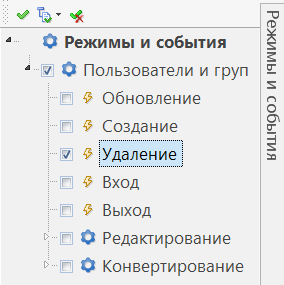 Режимы и события
Пользователи и груп
Обновление
Создание
Удаление
Вход
Выход
Редактирование
Конвертирование
Режимы и события